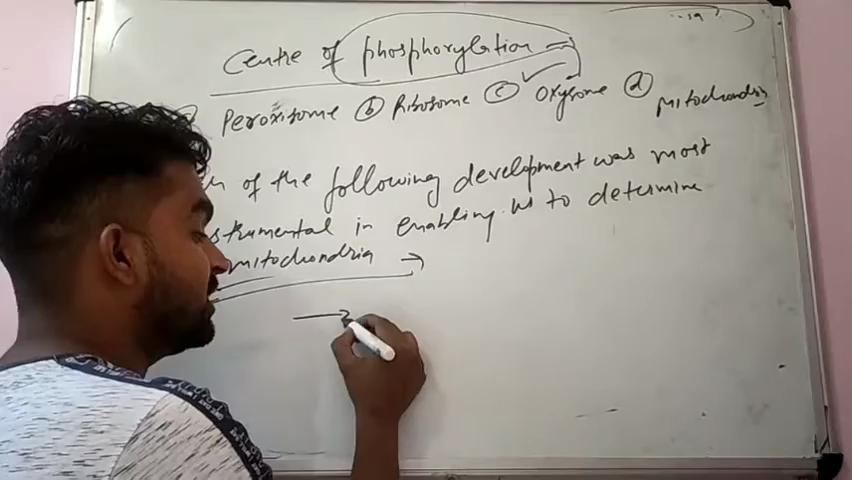 Centre of phosphorylation →
Peroxisome ⓑ Ribosome ⓒ Oxysome ⓓ Mitochondria
of the following development was most
strumental in enabling us to determine
mitochondria →
→